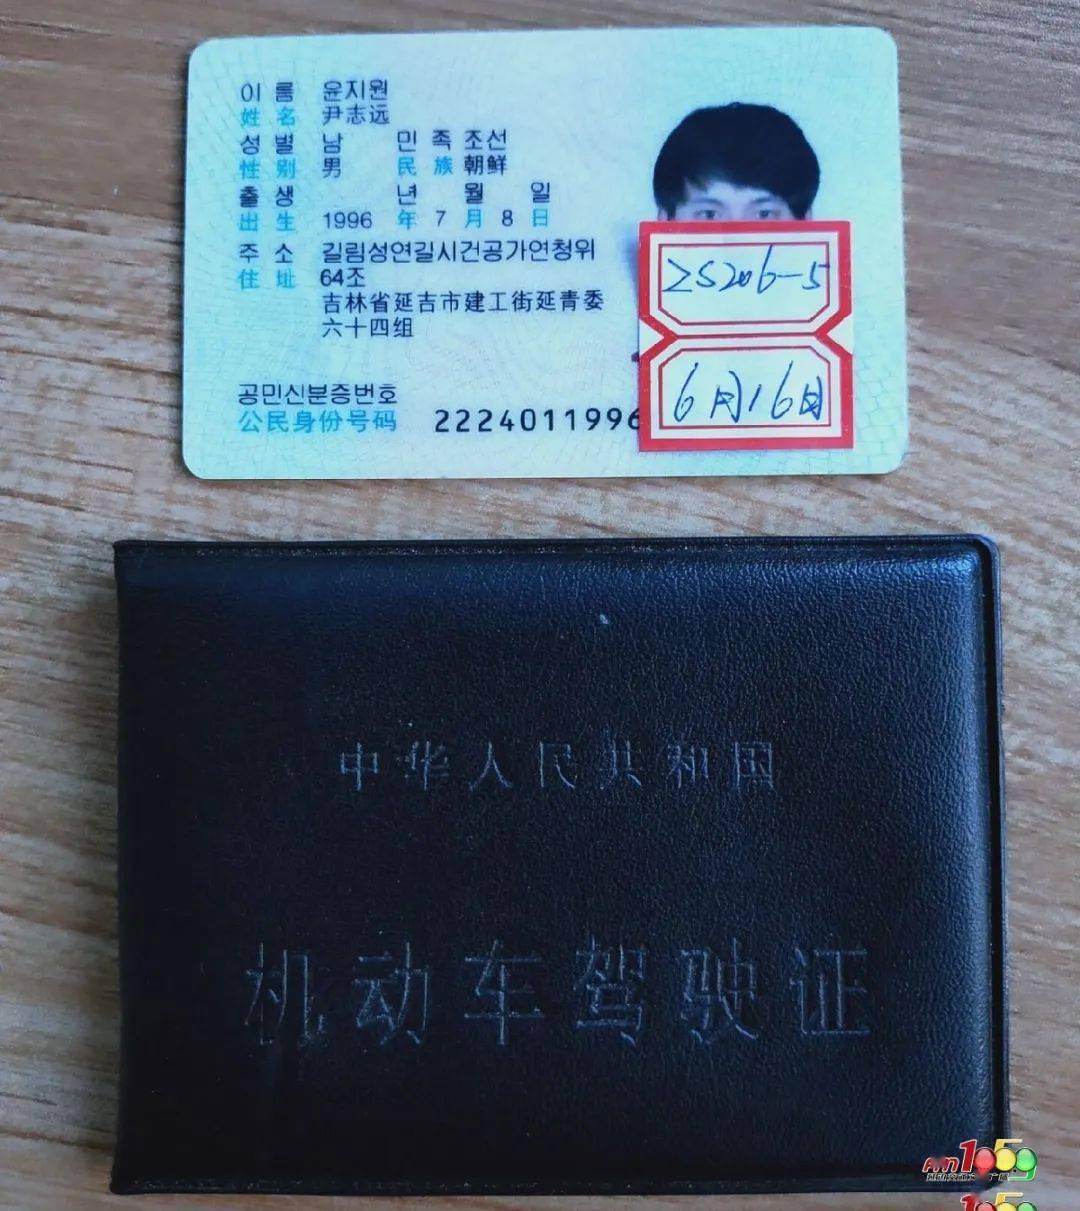 이름 윤지원
姓名 尹志远
성별 남 민족 조선
性别 男 民族 朝鲜
출생 년 월 일
出生 1996 年 7 月 8 日
주소 길림성연길시건공가연청위
住址 64조
吉林省延吉市建工街延青委
六十四组
공민신분증번호
公民身份号码 2224011996
ZS206-5
6月16日
中华人民共和国
机动车驾驶证
AM1059